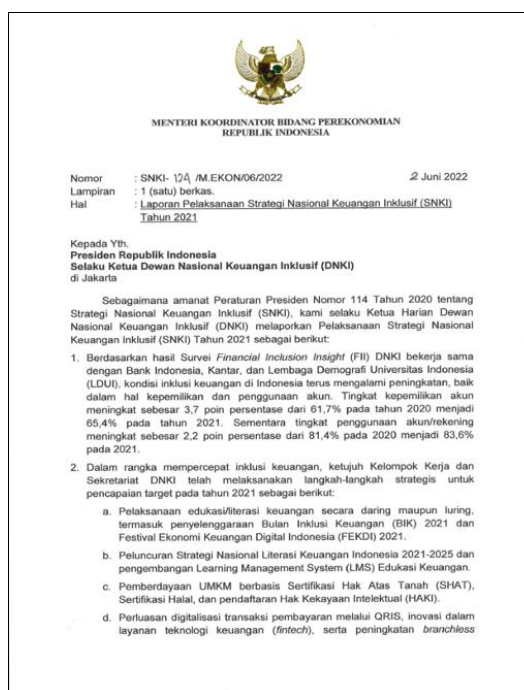 MENTERI KOORDINATOR BIDANG PEREKONOMIAN
REPUBLIK INDONESIA
Nomor : SNKI- 129 /M.EKON/06/2022 2 Juni 2022
Lampiran : 1 (satu) berkas.
Hal : Laporan Pelaksanaan Strategi Nasional Keuangan Inklusif (SNKI)
Tahun 2021
Kepada Yth.
Presiden Republik Indonesia
Selaku Ketua Dewan Nasional Keuangan Inklusif (DNKI)
di Jakarta
Sebagaimana amanat Peraturan Presiden Nomor 114 Tahun 2020 tentang
Strategi Nasional Keuangan Inklusif (SNKI), kami selaku Ketua Harian Dewan
Nasional Keuangan Inklusif (DNKI) melaporkan Pelaksanaan Strategi Nasional
Keuangan Inklusif (SNKI) Tahun 2021 sebagai berikut:
1. Berdasarkan hasil Survei Financial Inclusion Insight (FII) DNKI bekerja sama
dengan Bank Indonesia, Kantar, dan Lembaga Demografi Universitas Indonesia
(LDUI), kondisi inklusi keuangan di Indonesia terus mengalami peningkatan, baik
dalam hal kepemilikan dan penggunaan akun. Tingkat kepemilikan akun
meningkat sebesar 3,7 poin persentase dari 61,7% pada tahun 2020 menjadi
65,4% pada tahun 2021. Sementara tingkat penggunaan akun/rekening
meningkat sebesar 2,2 poin persentase dari 81,4% pada 2020 menjadi 83,6%
pada 2021.
2. Dalam rangka mempercepat inklusi keuangan, ketujuh Kelompok Kerja dan
Sekretariat DNKI telah melaksanakan langkah-langkah strategis untuk
pencapaian target pada tahun 2021 sebagai berikut:
a. Pelaksanaan edukasi/literasi keuangan secara daring maupun luring,
termasuk penyelenggaraan Bulan Inklusi Keuangan (BIK) 2021 dan
Festival Ekonomi Keuangan Digital Indonesia (FEKDI) 2021.
b. Peluncuran Strategi Nasional Literasi Keuangan Indonesia 2021-2025 dan
pengembangan Learning Management System (LMS) Edukasi Keuangan.
c. Pemberdayaan UMKM berbasis Sertifikasi Hak Atas Tanah (SHAT),
Sertifikasi Halal, dan pendaftaran Hak Kekayaan Intelektual (HAKI).
d. Perluasan digitalisasi transaksi pembayaran melalui QRIS, inovasi dalam
layanan teknologi keuangan (fintech), serta peningkatan branchless